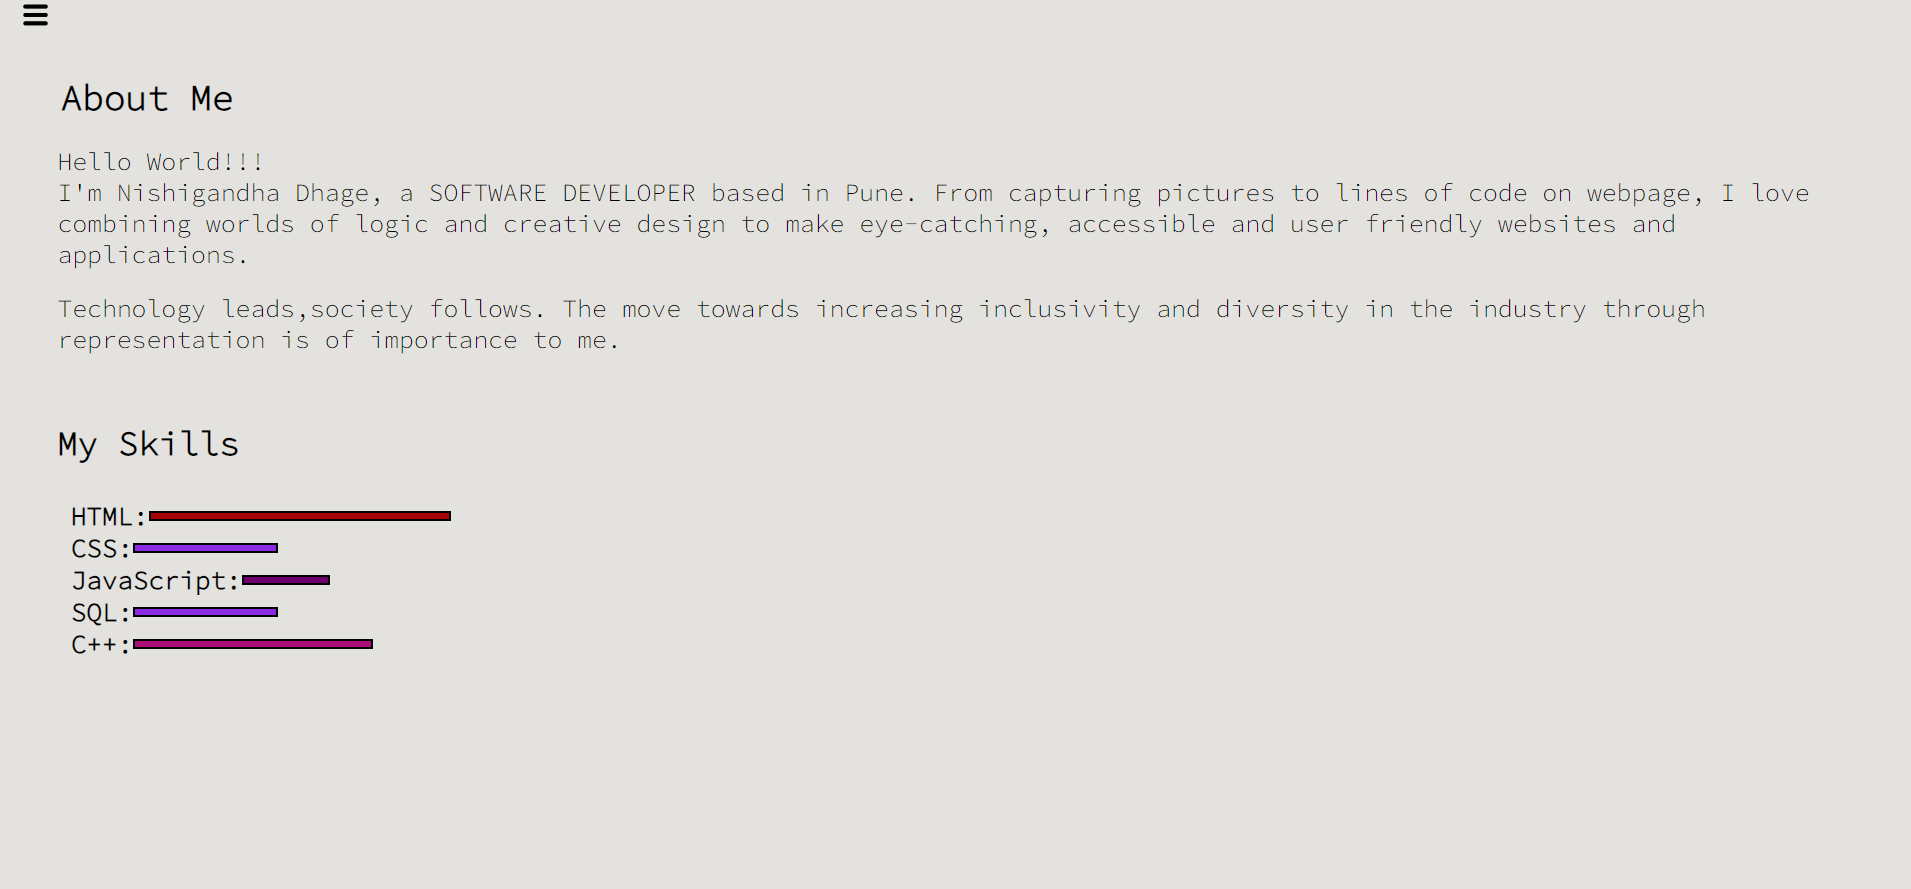 About Me
Hello World!!!
I'm Nishigandha Dhage, a SOFTWARE DEVELOPER based in Pune. From capturing pictures to lines of code on webpage, I love
combining worlds of logic and creative design to make eye-catching, accessible and user friendly websites and
applications.
Technology leads,society follows. The move towards increasing inclusivity and diversity in the industry through
representation is of importance to me.
My Skills
HTML:
CSS:
JavaScript:
SQL:
C++: